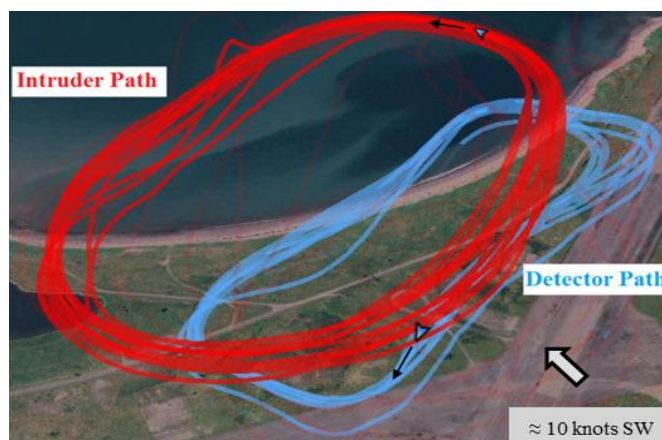 Intruder Path
Detector Path
≈ 10 knots SW